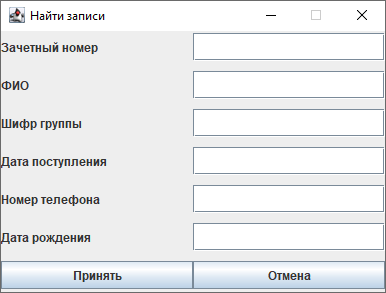 Найти записи
Зачетный номер
ФИО
Шифр группы
Дата поступления
Номер телефона
Дата рождения
Принять Отмена